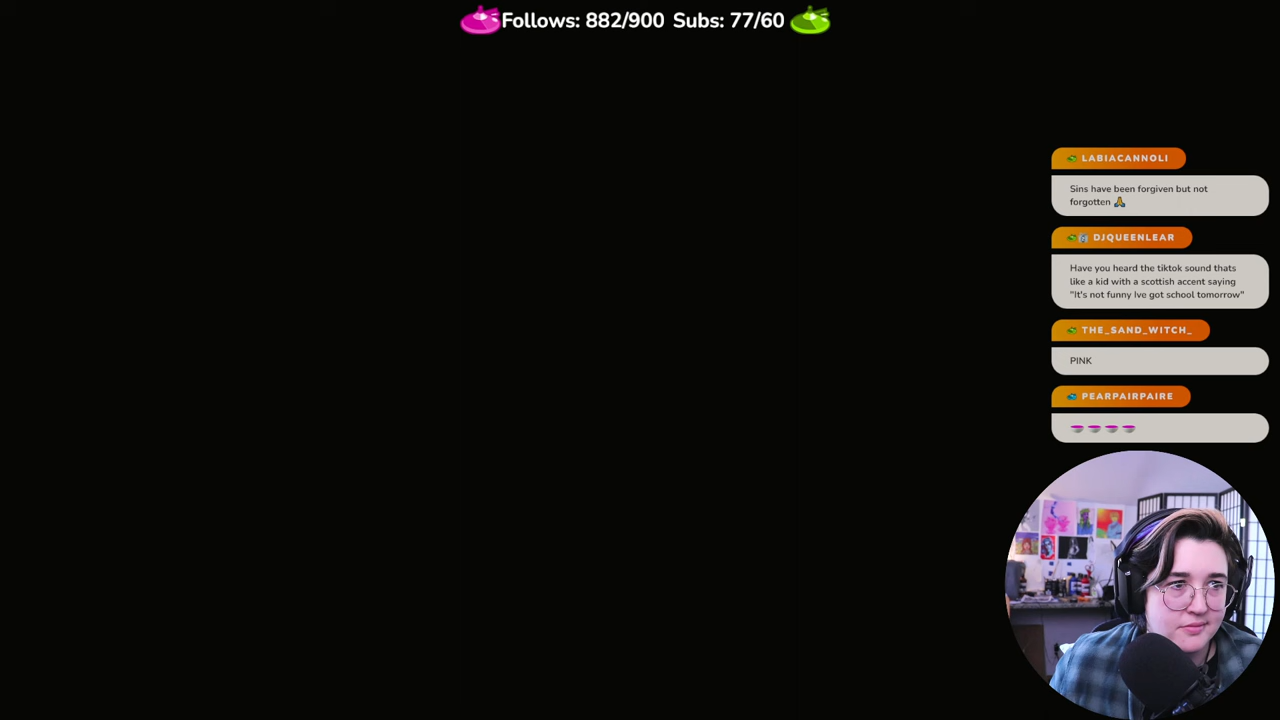 Follows: 882/900 Subs: 77/60
LABIACANNOLI
Sins have been forgiven but not
forgotten 🙏
DJQUEENLEAR
Have you heard the tiktok sound thats
like a kid with a scottish accent saying
"It's not funny Ive got school tomorrow"
THE_SAND_WITCH_
PINK
PEARPAIRPAIRE